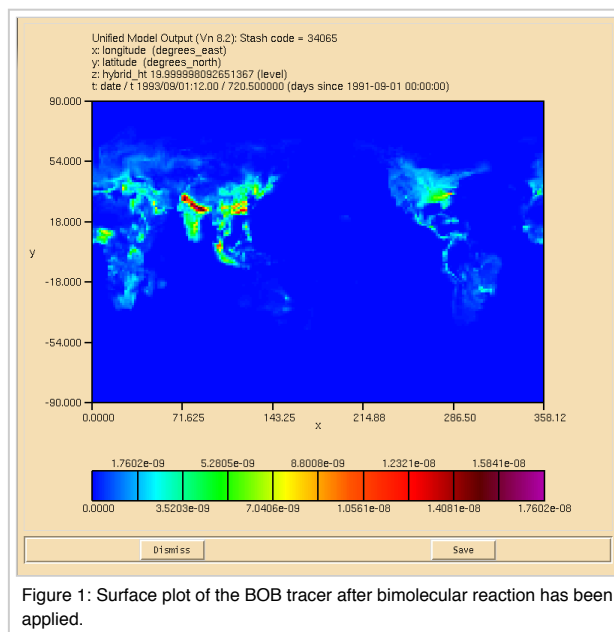 Unified Model Output (Vn 8.2): Stash code = 34065
x: longitude (degrees_east)
y: latitude (degrees_north)
z: hybrid_ht 19.999998092651367 (level)
t: date / t 1993/09/01:12.00 / 720.500000 (days since 1991-09-01 00:00:00)
90.000
54.000
18.000
y
-18.000
-54.000
-90.000
0.0000 71.625 143.25 214.88 286.50 358.12
x
1.7602e-09 5.2805e-09 8.8008e-09 1.2321e-08 1.5841e-08
0.0000 3.5203e-09 7.0406e-09 1.0561e-08 1.4081e-08 1.7602e-08
Dismiss Save
Figure 1: Surface plot of the BOB tracer after bimolecular reaction has been
applied.